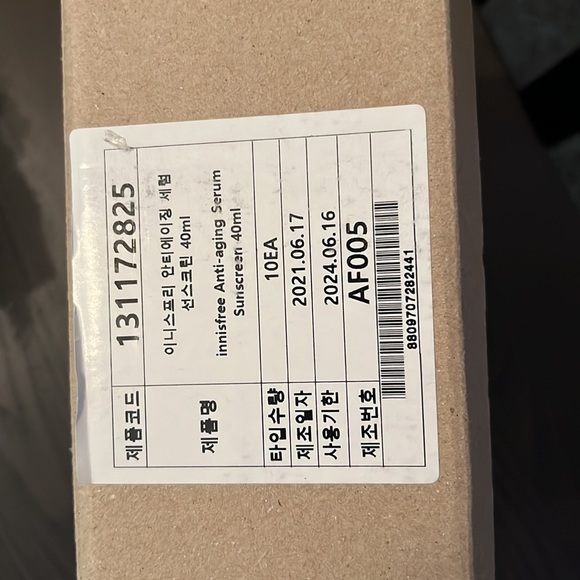 제품코드 131172825
제품명 이니스프리 안티에이징 세럼
선스크린 40ml
innisfree Anti-aging Serum
Sunscreen 40ml
타입수량 10EA
제조일자 2021.06.17
사용기한 2024.06.16
제조번호 AF005
8809707282441